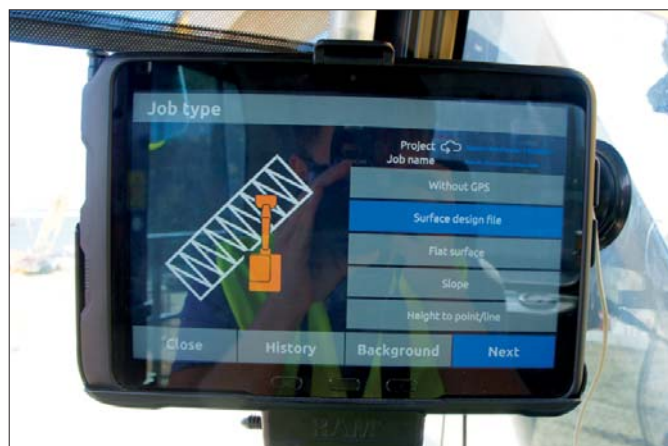 Job type
Project
Job name
Without GPS
Surface design file
Flat surface
Slope
Height to point/line
Close
History
Background
Next
RAM